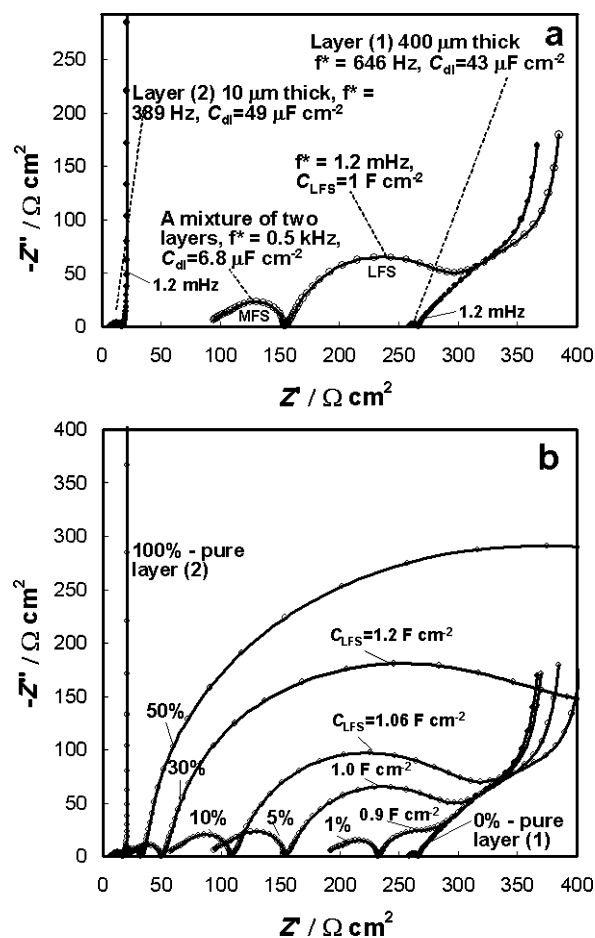 a
Layer (1) 400 μm thick
f* = 646 Hz, Cdl=43 μF cm-2
Layer (2) 10 μm thick, f* =
389 Hz, Cdl=49 μF cm-2
f* = 1.2 mHz,
CLFS=1 F cm-2
A mixture of two
layers, f* = 0.5 kHz,
Cdl=6.8 μF cm-2
LFS
MFS
1.2 mHz
1.2 mHz
-Z" / Ω cm2
250
200
150
100
50
0
0 50 100 150 200 250 300 350 400
Z' / Ω cm2
b
400
350
300
250
200
150
100
50
0
-Z" / Ω cm2
100% - pure
layer (2)
CLFS=1.2 F cm-2
50%
CLFS=1.06 F cm-2
30%
1.0 F cm-2
10%
5%
1%
0.9 F cm-2
0% - pure
layer (1)
0 50 100 150 200 250 300 350 400
Z' / Ω cm2